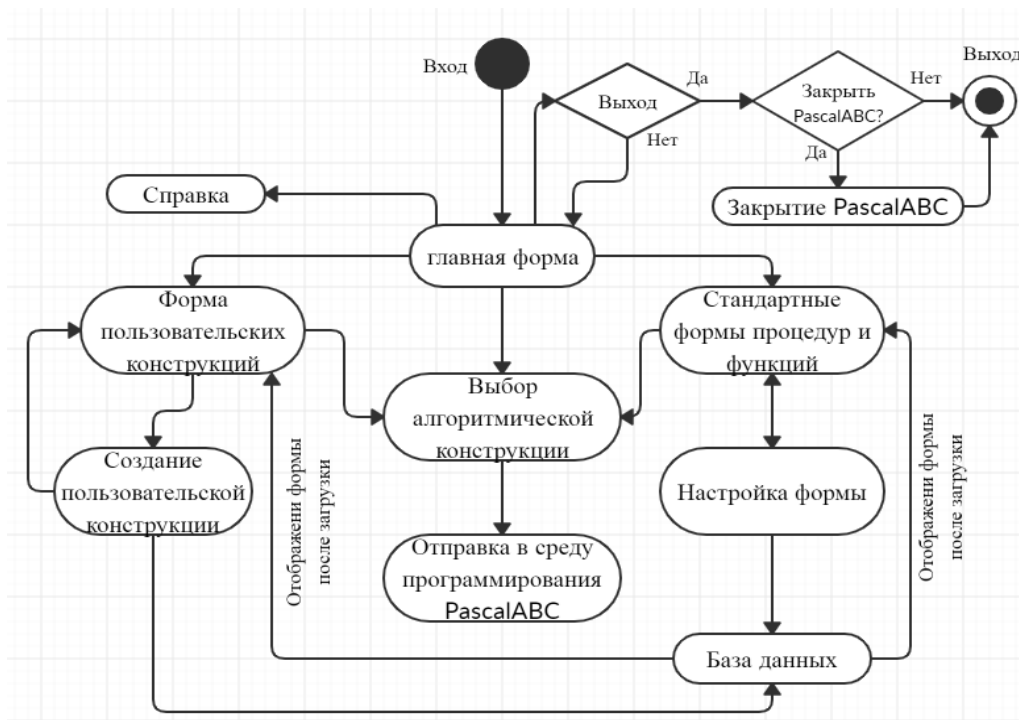 Вход
Выход
Да
Нет
Закрыть
PascalABC?
Нет
Да
Выход
Справка
Закрытие PascalABC
главная форма
Форма
пользовательских
конструкций
Стандартные
формы процедур и
функций
Выбор
алгоритмической
конструкции
Создание
пользовательской
конструкции
Отображени формы
после загрузки
Настройка формы
Отображени формы
после загрузки
Отправка в среду
программирования
PascalABC
База данных